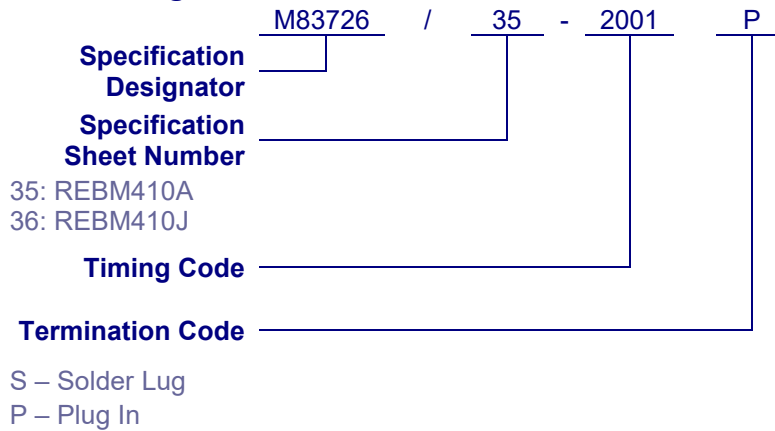 M83726 / 35 - 2001 P
Specification
Designator
Specification
Sheet Number
35: REBM410A
36: REBM410J
Timing Code
Termination Code
S – Solder Lug
P – Plug In